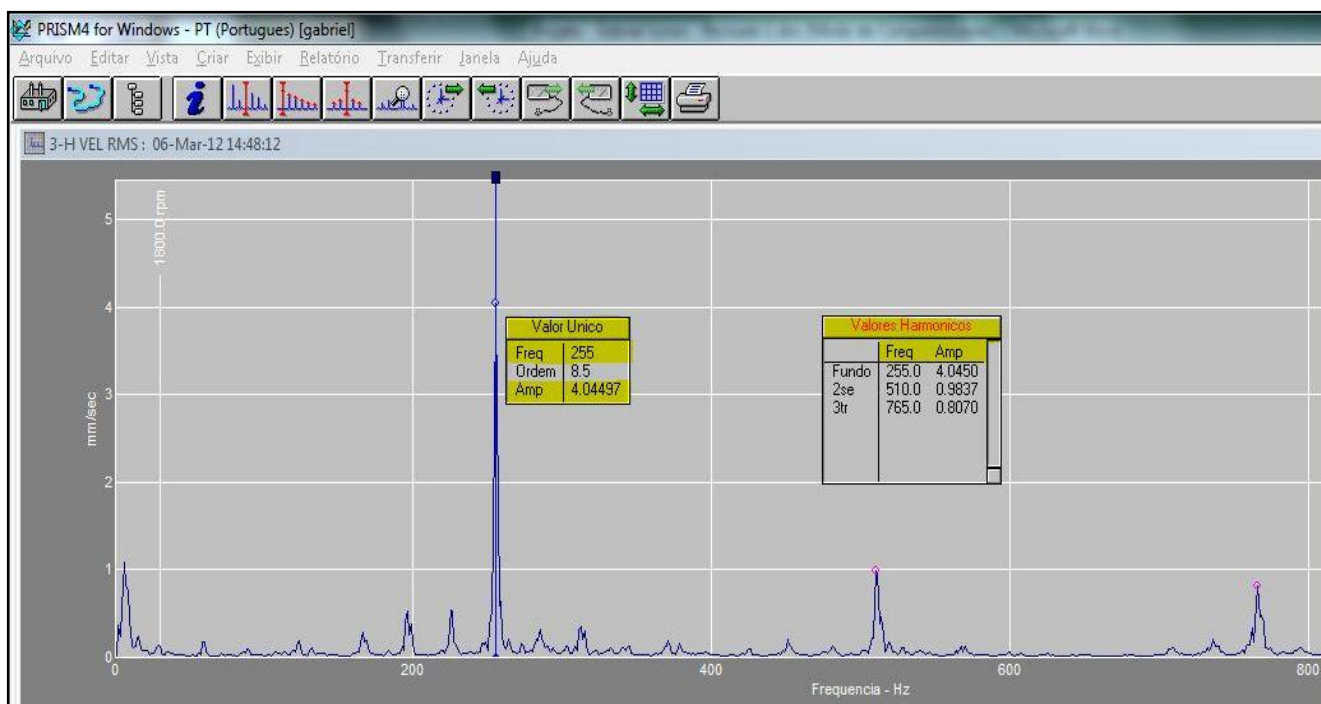 PRISM4 for Windows - PT (Portugues) [gabriel]
Arquivo Editar Vista Criar Exibir Relatório Transferir Janela Ajuda
3-H VEL RMS : 06-Mar-12 14:48:12
1800.0 rpm
5
4
3
2
1
0
mm/sec
Valor Unico
Freq 255
Ordem 8.5
Amp 4.04497
Valores Harmonicos
Freq Amp
Fundo 255.0 4.0450
2se 510.0 0.9837
3tr 765.0 0.8070
0 200 400 600 800
Frequencia - Hz